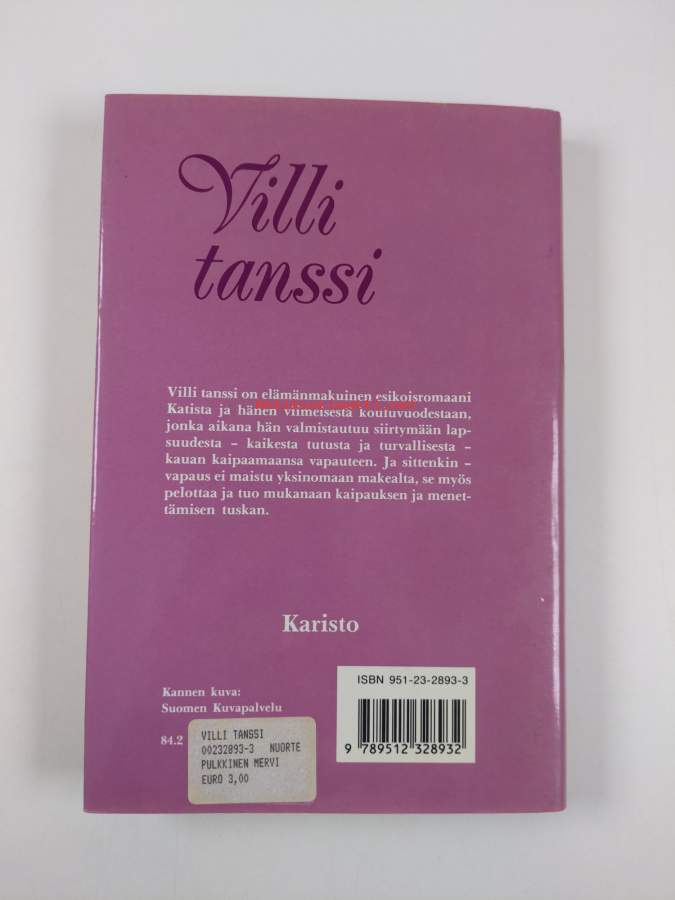 Villi
tanssi
Villi tanssi on elämänmakuinen esikoisromaani
Katista ja hänen viimeisestä kouluvuodestaan,
jonka aikana hän valmistautuu siirtymään lap-
suudesta – kaikesta tutusta ja turvallisesta –
kauan kaipaamaansa vapauteen. Ja sittenkin –
vapaus ei maistu yksinomaan makealta, se myös
pelottaa ja tuo mukanaan kaipauksen ja menet-
tämisen tuskan.
Karisto
ISBN 951-23-2893-3
Kannen kuva:
Suomen Kuvapalvelu
84.2
9 789512 328932
VILLI TANSSI
00232893-3 NUORTE
PULKKINEN MERVI
EURO 3,00